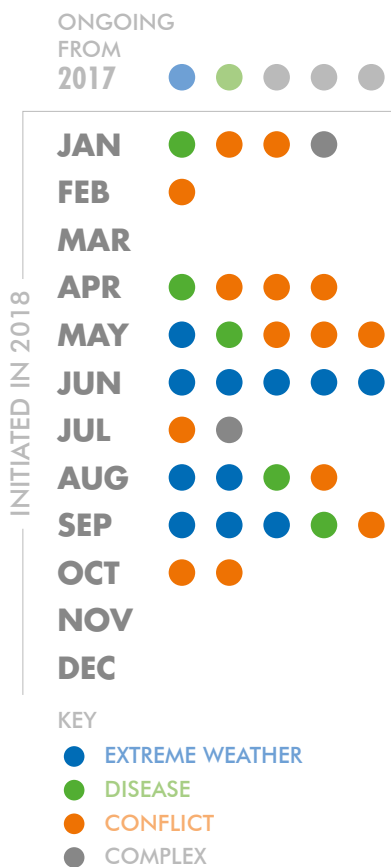 ONGOING
FROM
2017
INITIATED IN 2018
JAN
FEB
MAR
APR
MAY
JUN
JUL
AUG
SEP
OCT
NOV
DEC
KEY
EXTREME WEATHER
DISEASE
CONFLICT
COMPLEX